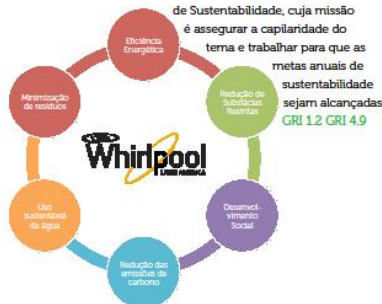 de Sustentabilidade, cuja missão
é assegurar a capilaridade do
tema e trabalhar para que as
metas anuais de
sustentabilidade
sejam alcançadas
GRI 1.2 GRI 4.9
Eficiência
Energética
Redução de
Substácias
Restritas
Desenvol-
vimento
Social
Redução das
emissões de
carbono
Uso
sustentável
da água
Minimização
de resíduos
Whirlpool
LATIN AMERICA